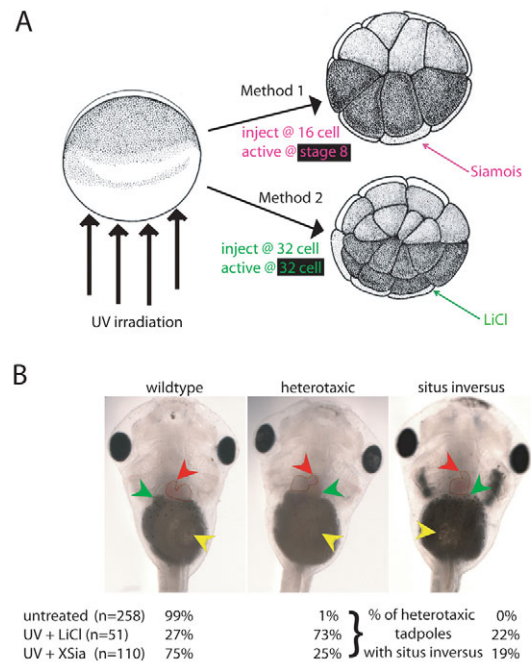 A
Method 1
inject @ 16 cell
active @ stage 8
Siamois
Method 2
inject @ 32 cell
active @ 32 cell
LiCl
UV irradiation
B
wildtype heterotaxic situs inversus
untreated (n=258) 99% 1% % of heterotaxic 0%
UV + LiCl (n=51) 27% 73% tadpoles 22%
UV + XSia (n=110) 75% 25% with situs inversus 19%